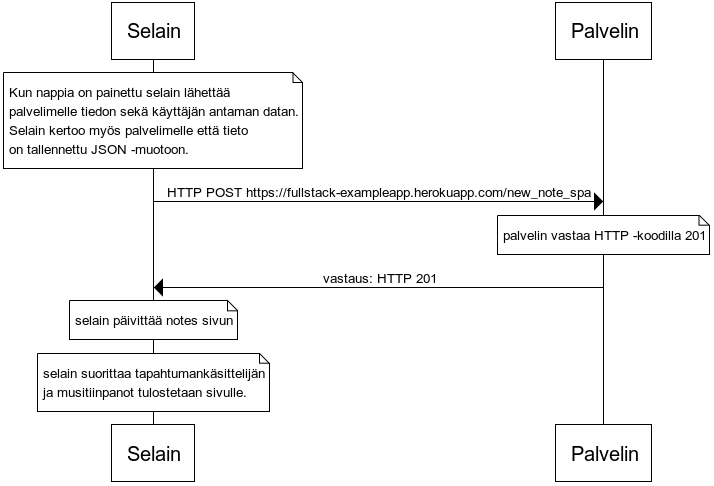 Selain
Palvelin
Kun nappia on painettu selain lähettää
palvelimelle tiedon sekä käyttäjän antaman datan.
Selain kertoo myös palvelimelle että tieto
on tallennettu JSON -muotoon.
HTTP POST https://fullstack-exampleapp.herokuapp.com/new_note_spa
palvelin vastaa HTTP -koodilla 201
vastaus: HTTP 201
selain päivittää notes sivun
selain suorittaa tapahtumankäsittelijän
ja musitiinpanot tulostetaan sivulle.
Selain
Palvelin